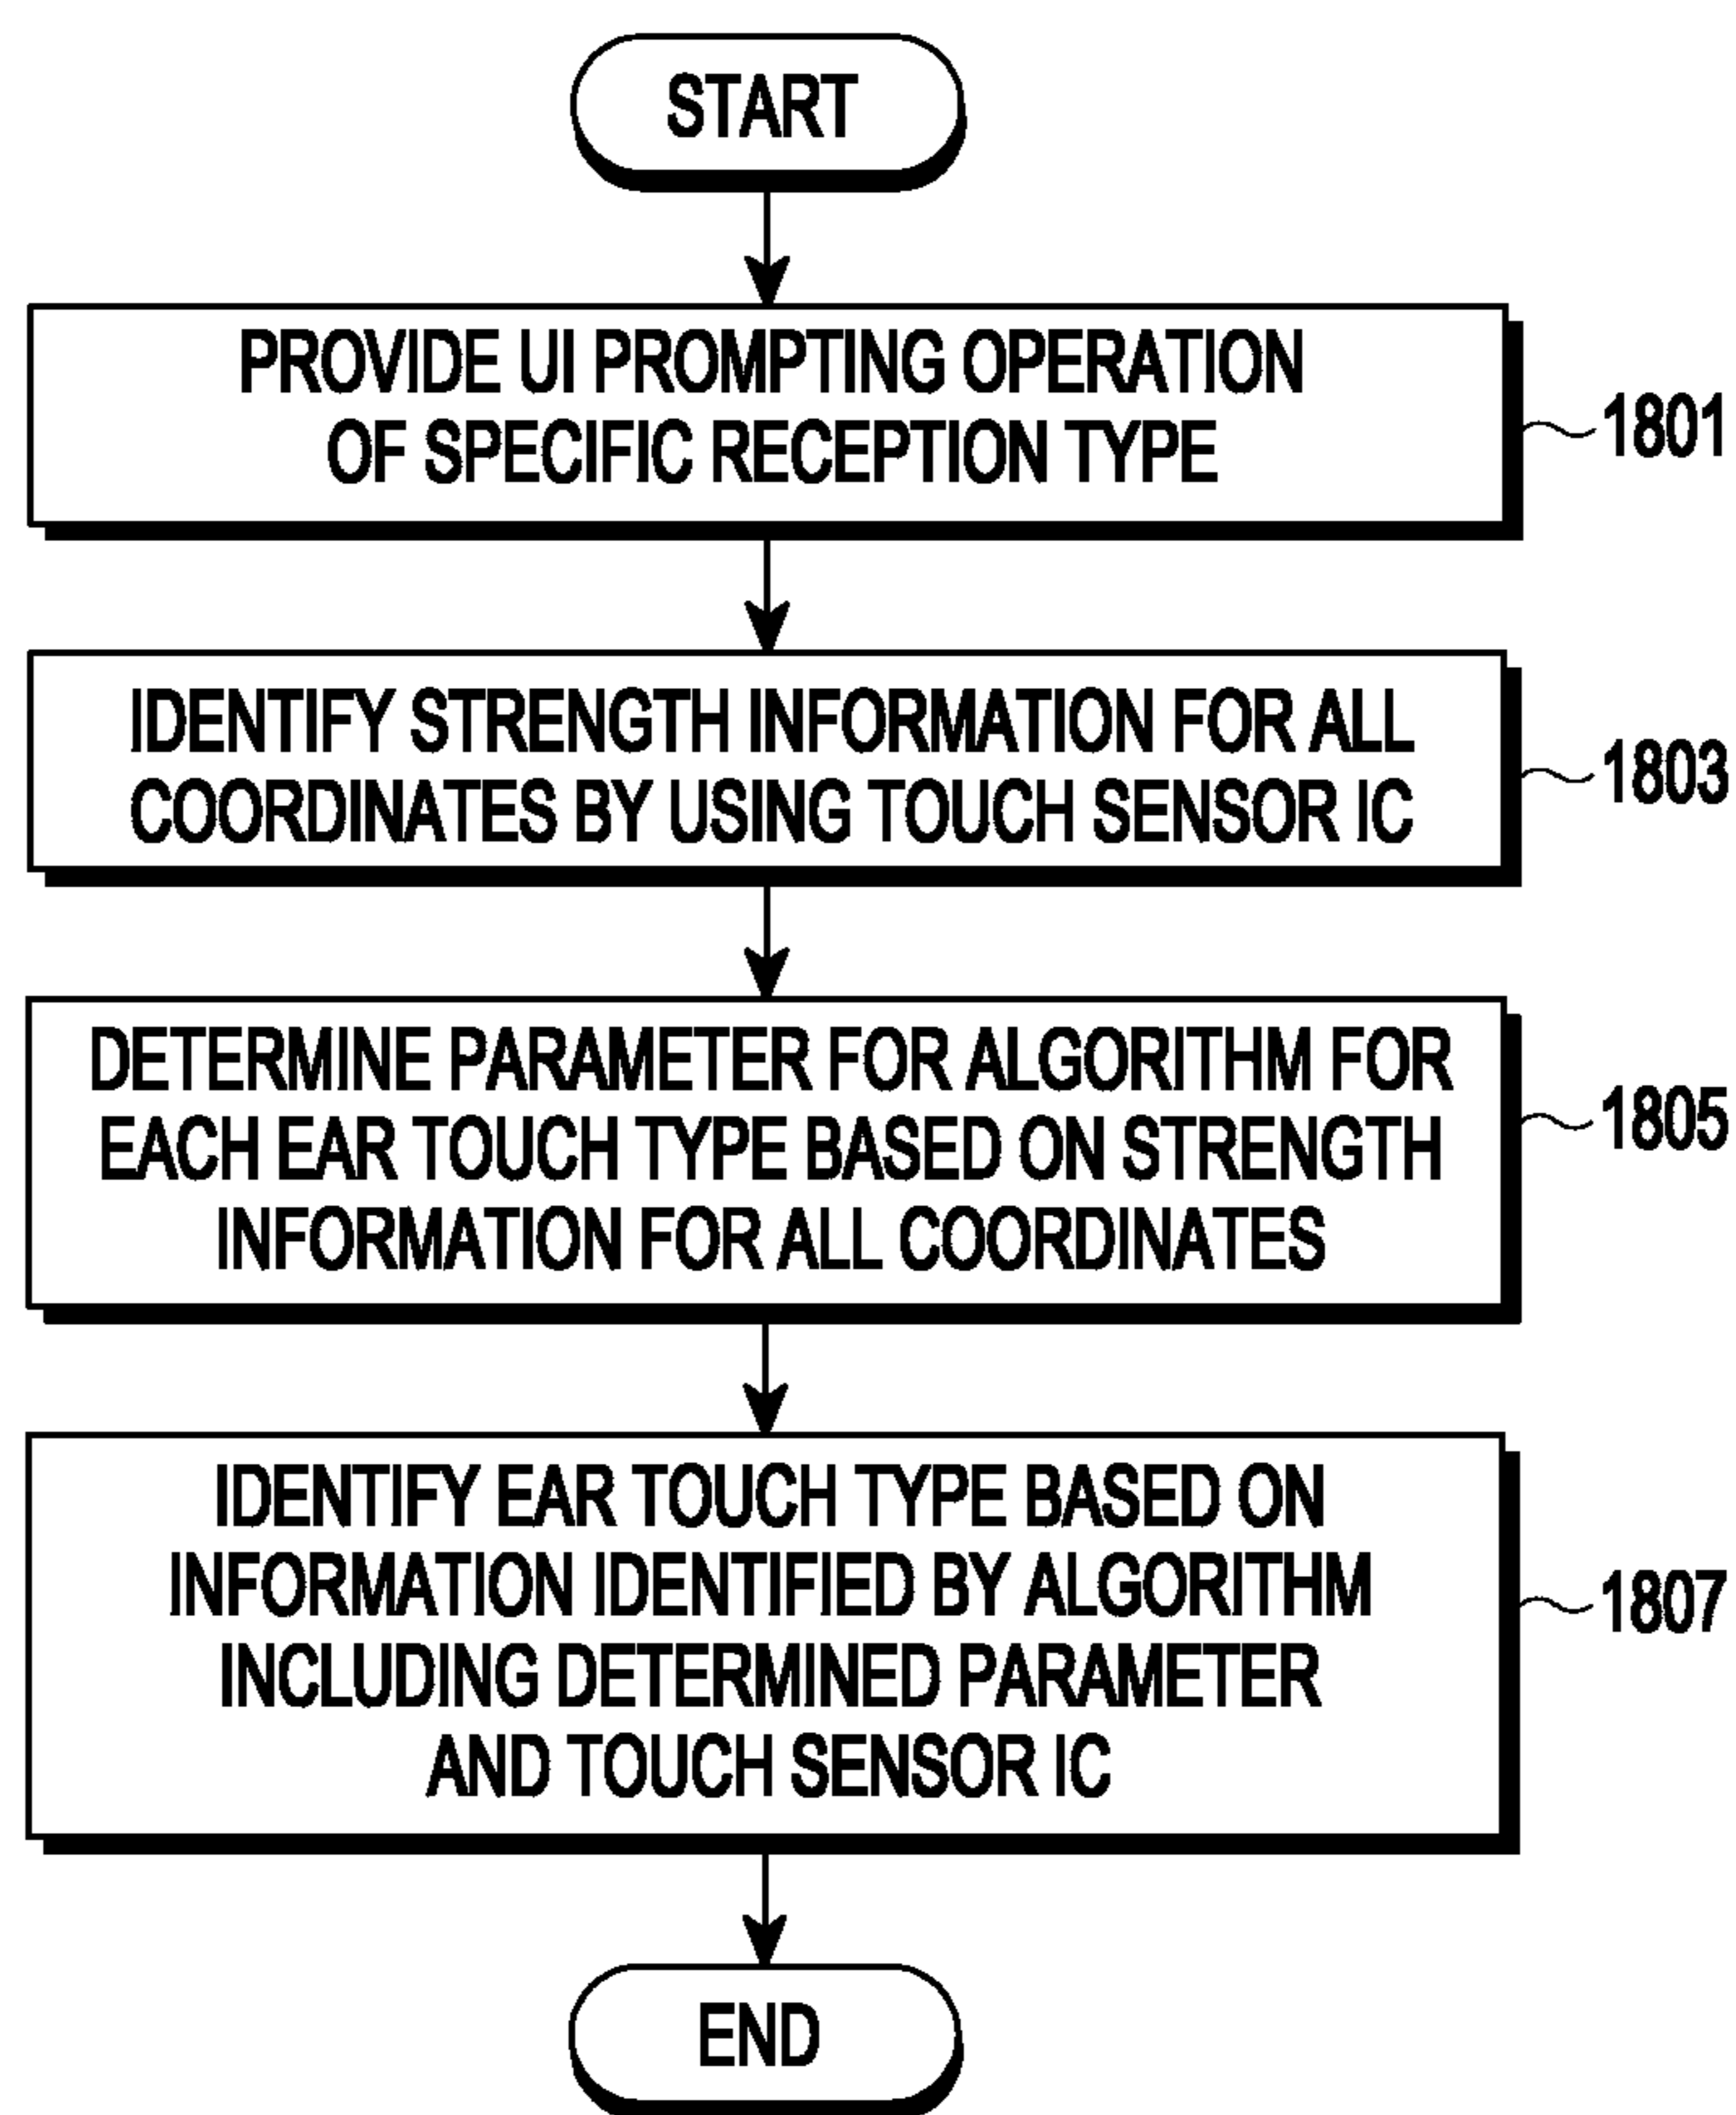 START
PROVIDE UI PROMPTING OPERATION
OF SPECIFIC RECEPTION TYPE
1801
IDENTIFY STRENGTH INFORMATION FOR ALL
COORDINATES BY USING TOUCH SENSOR IC
1803
DETERMINE PARAMETER FOR ALGORITHM FOR
EACH EAR TOUCH TYPE BASED ON STRENGTH
INFORMATION FOR ALL COORDINATES
1805
IDENTIFY EAR TOUCH TYPE BASED ON
INFORMATION IDENTIFIED BY ALGORITHM
INCLUDING DETERMINED PARAMETER
AND TOUCH SENSOR IC
1807
END